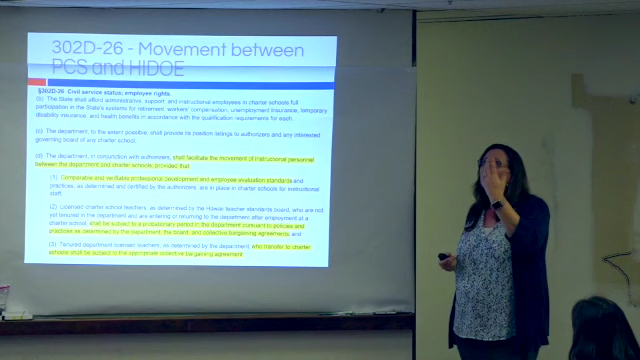 302D-26 - Movement between
PCS and HIDOE
§302D-26 Civil service status; employee rights.
(b) The State shall afford administrative, support, and instructional employees in charter schools full
participation in the State's systems for retirement, workers' compensation, unemployment insurance, temporary
disability insurance, and health benefits in accordance with the qualification requirements for each.
(c) The department, to the extent possible, shall provide its position listings to authorizers and any interested
governing board of any charter school.
(d) The department, in conjunction with authorizers, shall facilitate the movement of instructional personnel
between the department and charter schools; provided that:
(1) Comparable and verifiable professional development and employee evaluation standards and
practices, as determined and certified by the authorizers, are in place in charter schools for instructional
staff;
(2) Licensed charter school teachers, as determined by the Hawaii teacher standards board, who are not
yet tenured in the department and are entering or returning to the department after employment at a
charter school, shall be subject to a probationary period in the department pursuant to policies and
practices as determined by the department, the board, and collective bargaining agreements; and
(3) Tenured department licensed teachers, as determined by the department, who transfer to charter
schools shall be subject to the appropriate collective bargaining agreement.